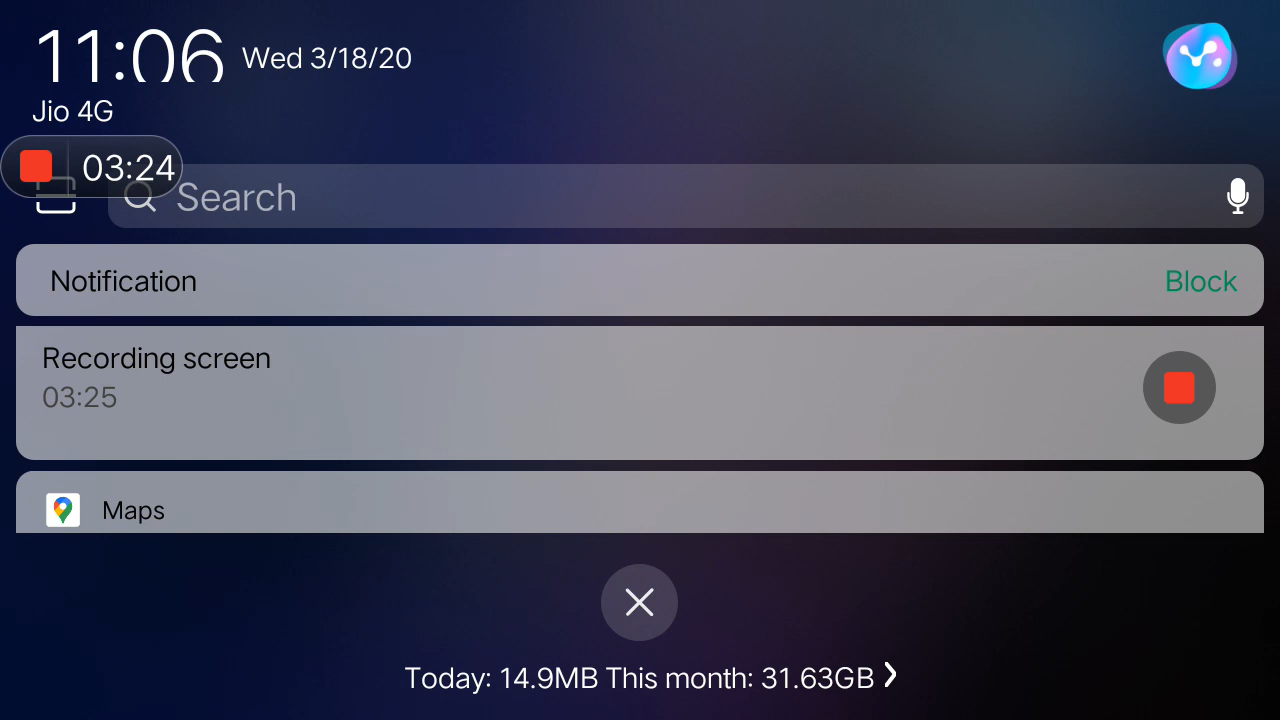 11:06 Wed 3/18/20
Jio 4G
03:24
Search
Notification Block
Recording screen
03:25
Maps
Today: 14.9MB This month: 31.63GB